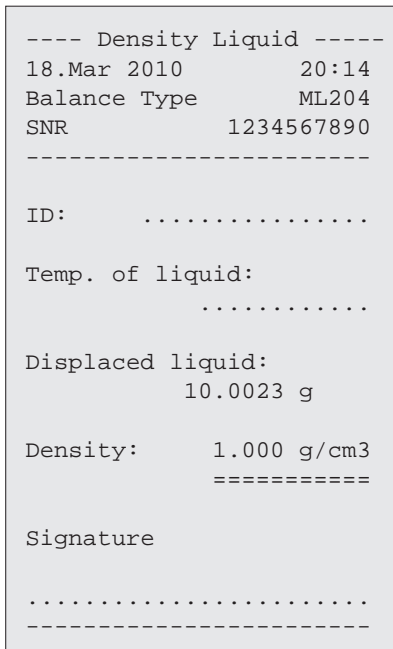 ---- Density Liquid -----
18.Mar 2010        20:14
Balance Type       ML204
SNR           1234567890
------------------------
ID:     ................
Temp. of liquid:
............
Displaced liquid:
10.0023 g
Density:     1.000 g/cm3
===========
Signature
........................
------------------------